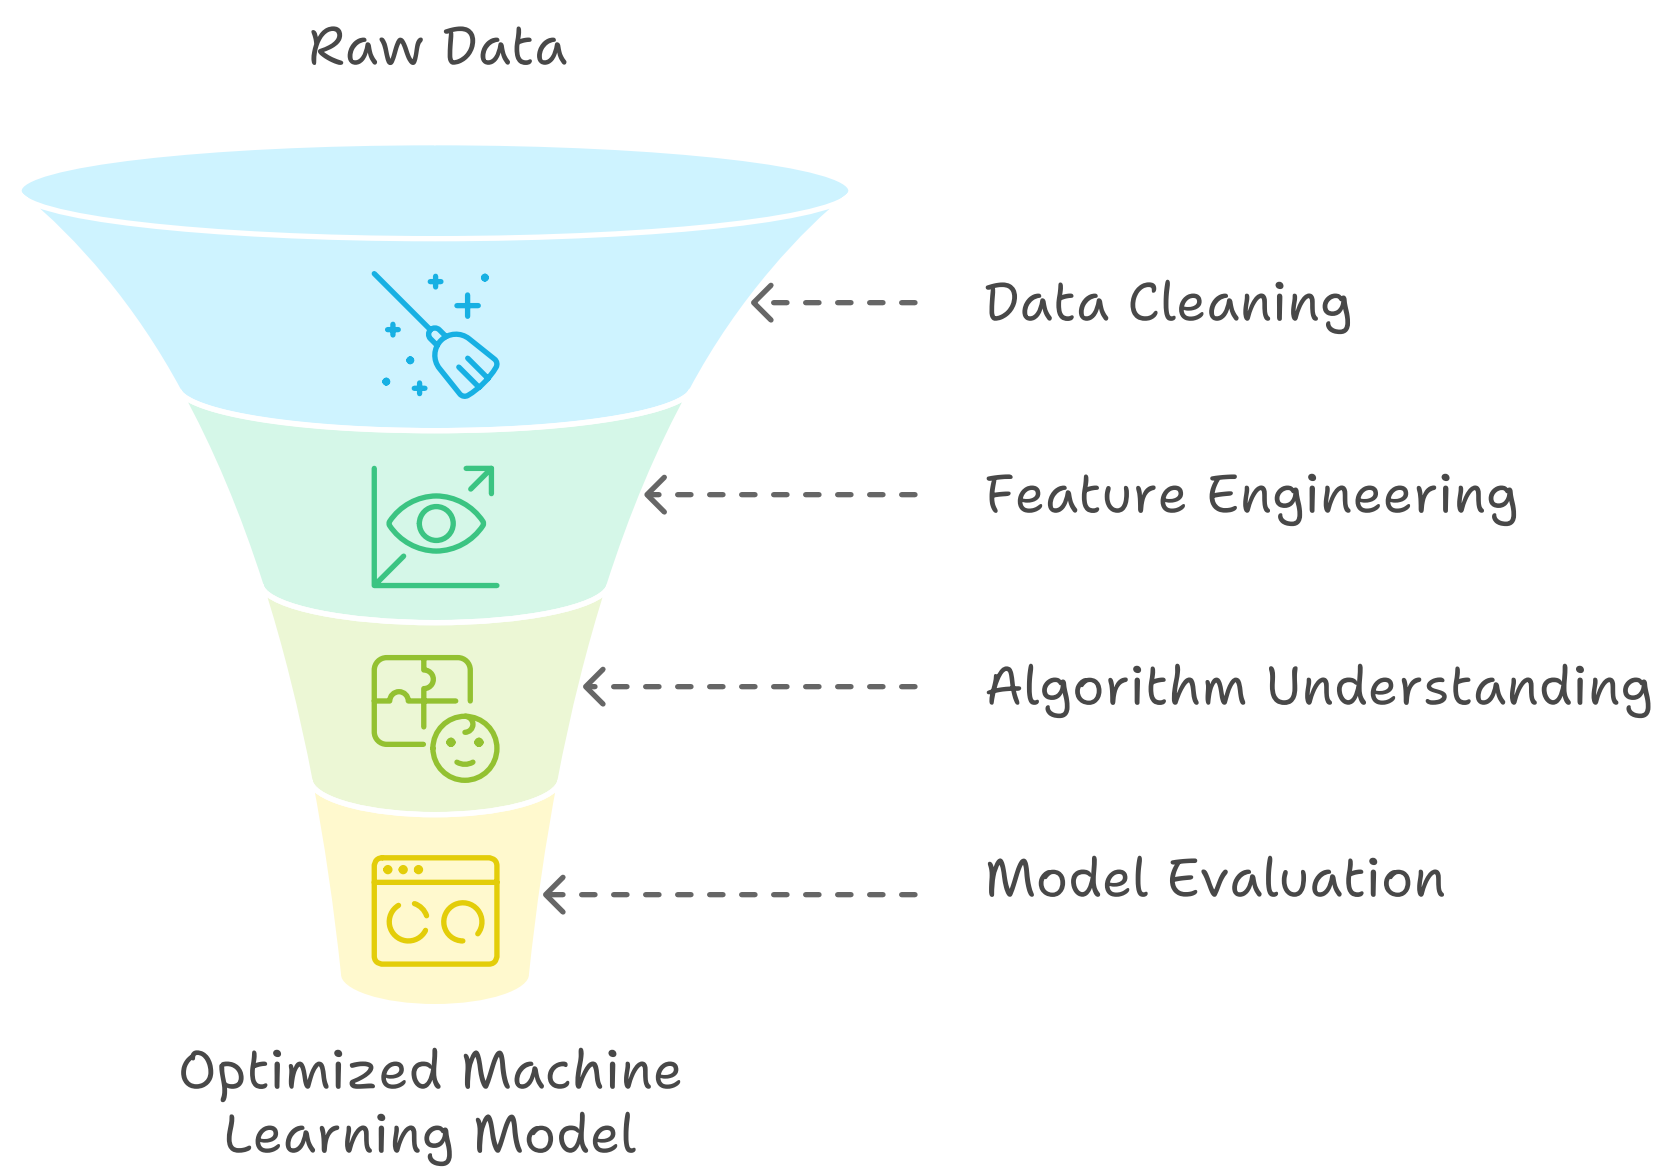 Raw Data
Data Cleaning
Feature Engineering
Algorithm Understanding
Model Evaluation
Optimized Machine
Learning Model